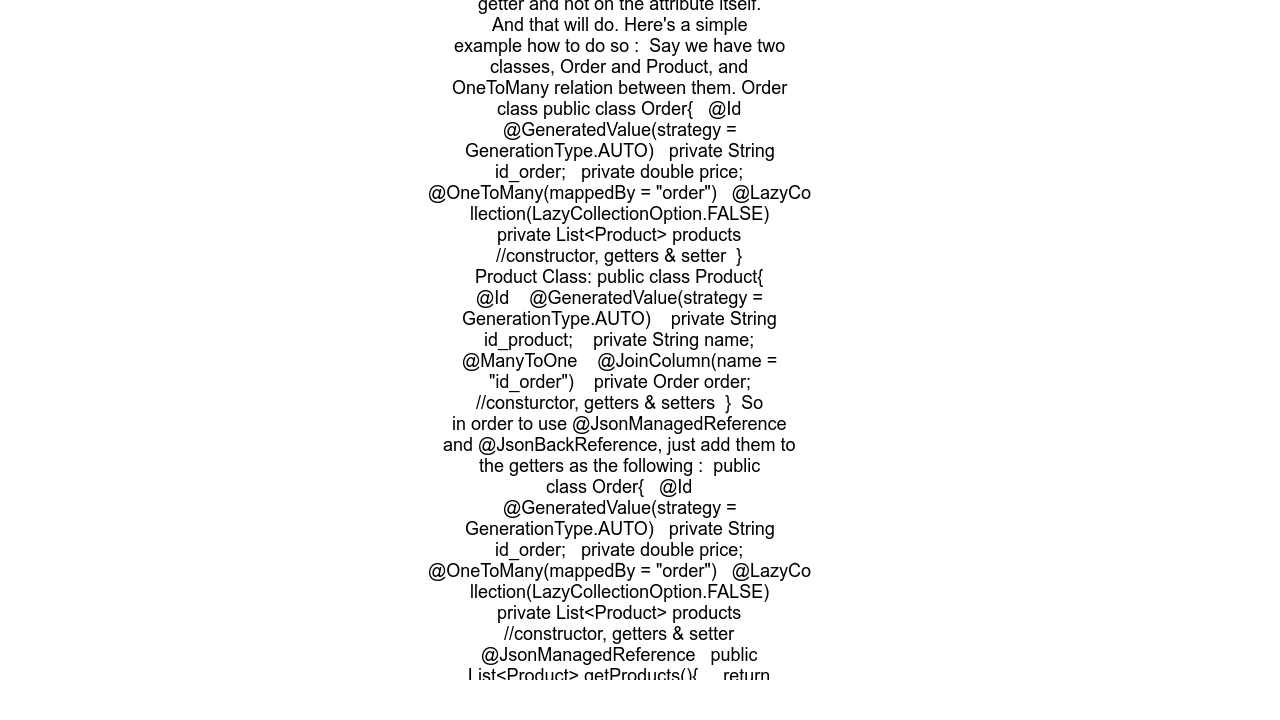 getter and not on the attribute itself.
And that will do. Here's a simple
example how to do so :  Say we have two
classes, Order and Product, and
OneToMany relation between them. Order
class public class Order{   @Id
@GeneratedValue(strategy =
GenerationType.AUTO)   private String
id_order;   private double price;
@OneToMany(mappedBy = "order")   @LazyCo
llection(LazyCollectionOption.FALSE)
private List<Product> products
//constructor, getters & setter  }
Product Class: public class Product{
@Id    @GeneratedValue(strategy =
GenerationType.AUTO)    private String
id_product;    private String name;
@ManyToOne    @JoinColumn(name =
"id_order")    private Order order;
//consturctor, getters & setters  }  So
in order to use @JsonManagedReference
and @JsonBackReference, just add them to
the getters as the following :  public
class Order{   @Id
@GeneratedValue(strategy =
GenerationType.AUTO)   private String
id_order;   private double price;
@OneToMany(mappedBy = "order")   @LazyCo
llection(LazyCollectionOption.FALSE)
private List<Product> products
//constructor, getters & setter
@JsonManagedReference   public
List<Product> getProducts(){     return